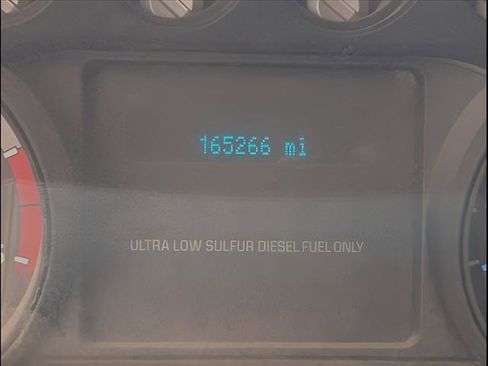 165266 mi
ULTRA LOW SULFUR DIESEL FUEL ONLY